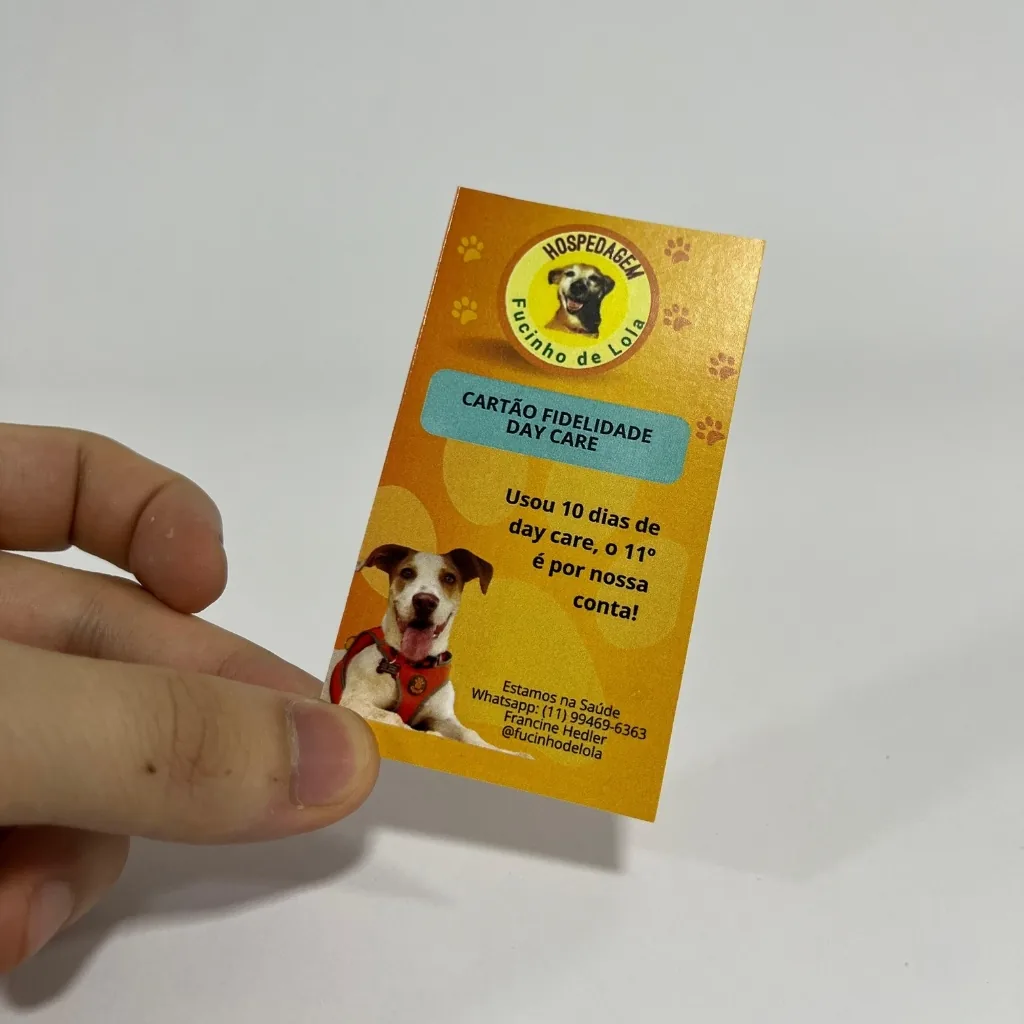 HOSPEDAGEM
Fucinho de Lola
CARTÃO FIDELIDADE
DAY CARE
Usou 10 dias de
day care, o 11º
é por nossa
conta!
Estamos na Saúde
Whatsapp: (11) 99469-6363
Francine Hedler
@fucinhodelola